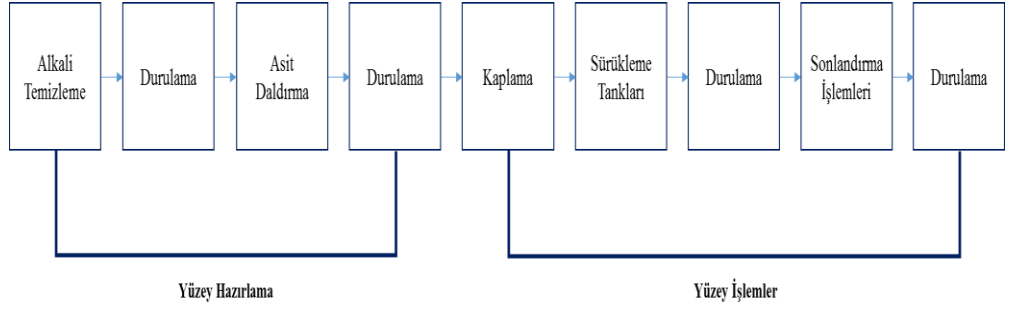 Alkali
Temizleme
Durulama
Asit
Daldırma
Durulama
Kaplama
Sürükleme
Tankları
Durulama
Sonlandırma
İşlemleri
Durulama
Yüzey Hazırlama
Yüzey İşlemler